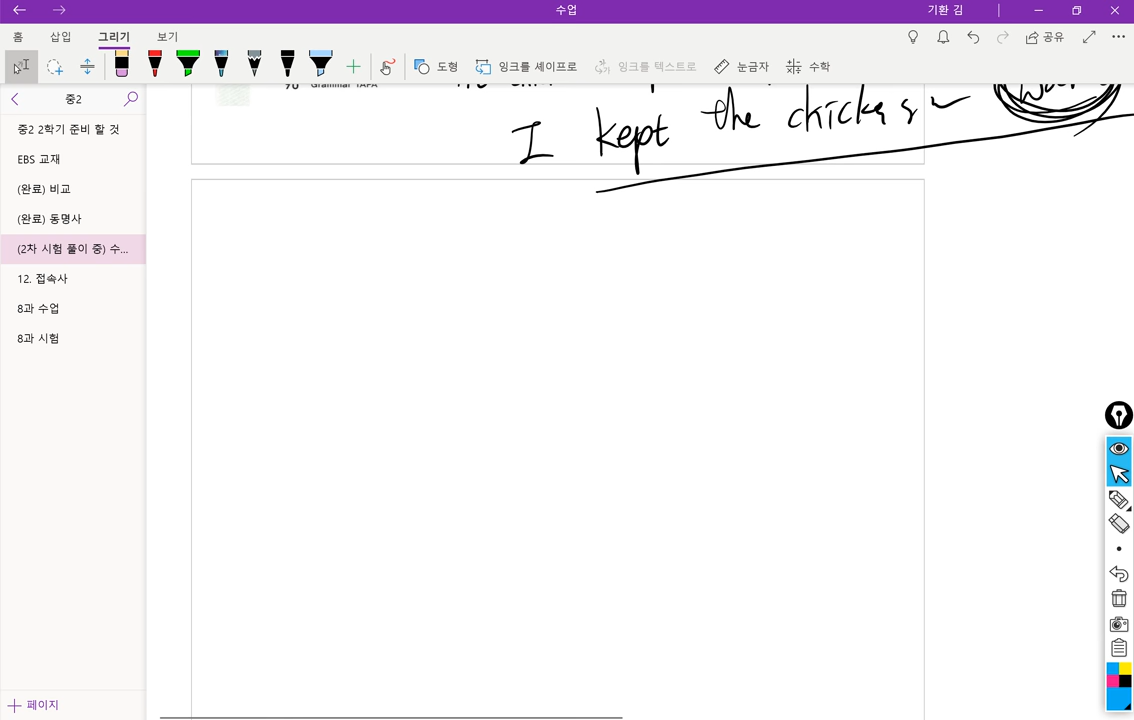 수업
기환 김
홈 삽입 그리기 보기
공유
도형 잉크를 셰이프로 잉크를 텍스트로 눈금자 수학
중2
중2 2학기 준비 할 것
EBS 교재
(완료) 비교
(완료) 동명사
(2차 시험 풀이 중) 수...
12. 접속사
8과 수업
8과 시험
페이지
96 Grammar TAPA
I kept the chickes